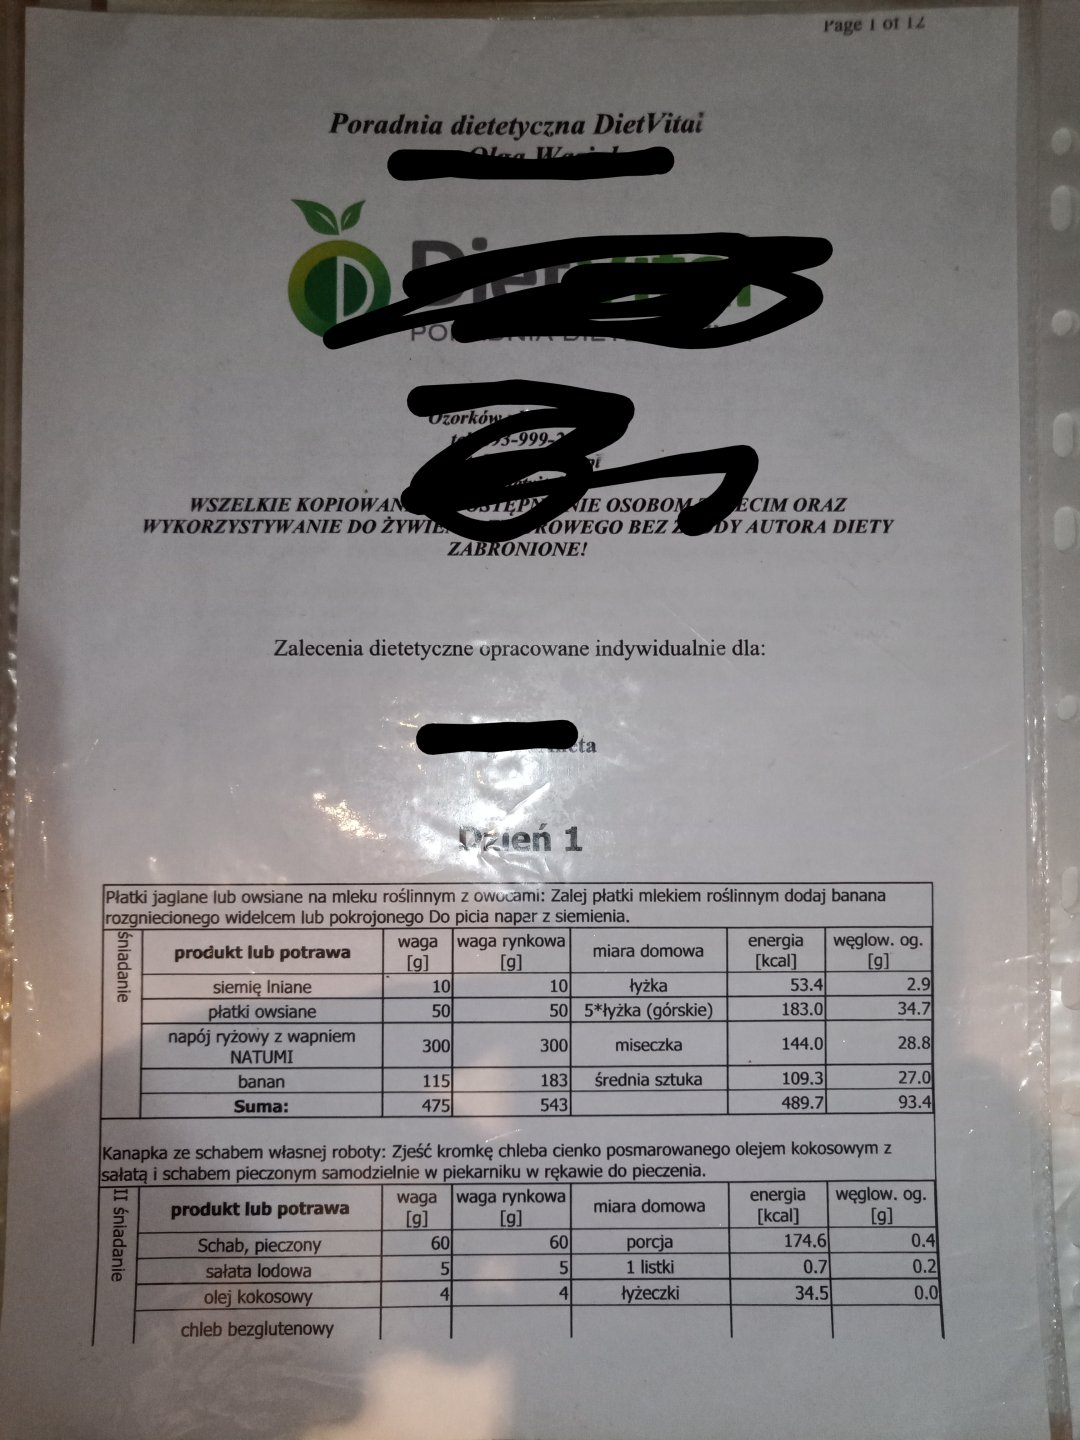 Page 1 of 12
Poradnia dietetyczna DietVital
Zalecenia dietetyczne opracowane indywidualnie dla:
WSZELKIE KOPIOWAN OSOBOM ORAZ
WYKORZYSTYWANIE DO BEZ AUTORA DIETY
ZABRONIONE!
Dzień 1
Płatki jaglane lub owsiane na mleku roślinnym z owocami: Zalej płatki mlekiem roślinnym dodaj banana
rozgniecionego widelcem lub pokrojonego Do picia napar z siemienia.
śniadanie
produkt lub potrawa waga [g] waga rynkowa [g] miara domowa energia [kcal] węglow. og. [g]
siemię lniane 10 10 łyżka 53.4 2.9
płatki owsiane 50 50 5*łyżka (górskie) 183.0 34.7
napój ryżowy z wapniem NATUMI 300 300 miseczka 144.0 28.8
banan 115 183 średnia sztuka 109.3 27.0
Suma: 475 543 489.7 93.4
Kanapka ze schabem własnej roboty: Zjeść kromkę chleba cienko posmarowanego olejem kokosowym z
sałatą i schabem pieczonym samodzielnie w piekarniku w rękawie do pieczenia.
II śniadanie
produkt lub potrawa waga [g] waga rynkowa [g] miara domowa energia [kcal] węglow. og. [g]
Schab, pieczony 60 60 porcja 174.6 0.4
sałata lodowa 5 5 1 listki 0.7 0.2
olej kokosowy 4 4 łyżeczki 34.5 0.0
chleb bezglutenowy